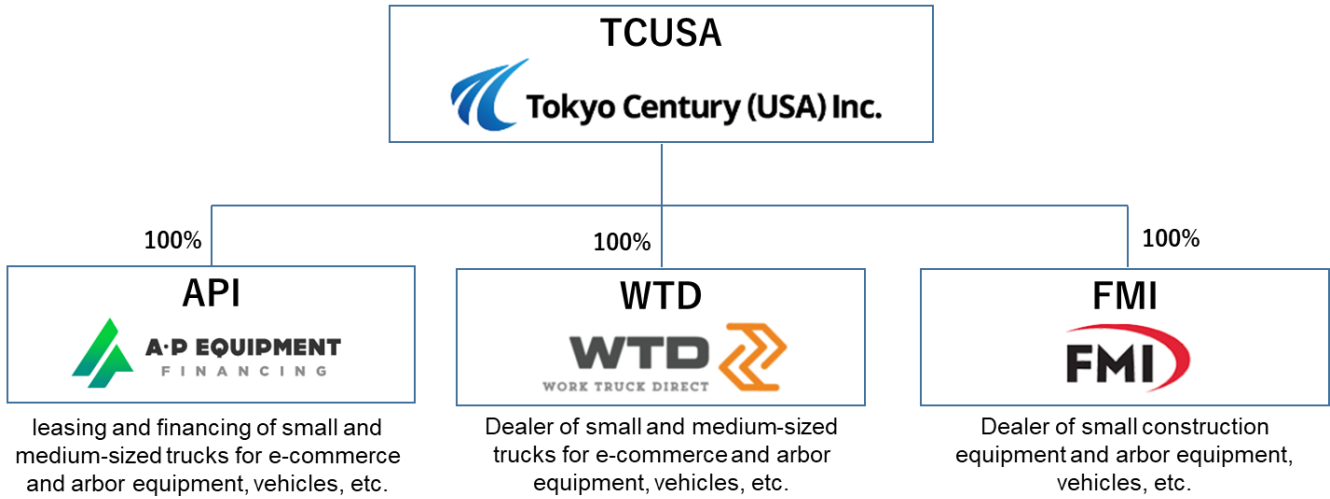 TCUSA
Tokyo Century (USA) Inc.
100%
100%
100%
API
A·P EQUIPMENT
FINANCING
leasing and financing of small and
medium-sized trucks for e-commerce
and arbor equipment, vehicles, etc.
WTD
WTD
WORK TRUCK DIRECT
Dealer of small and medium-sized
trucks for e-commerce and arbor
equipment, vehicles, etc.
FMI
FMI
Dealer of small construction
equipment and arbor equipment,
vehicles, etc.